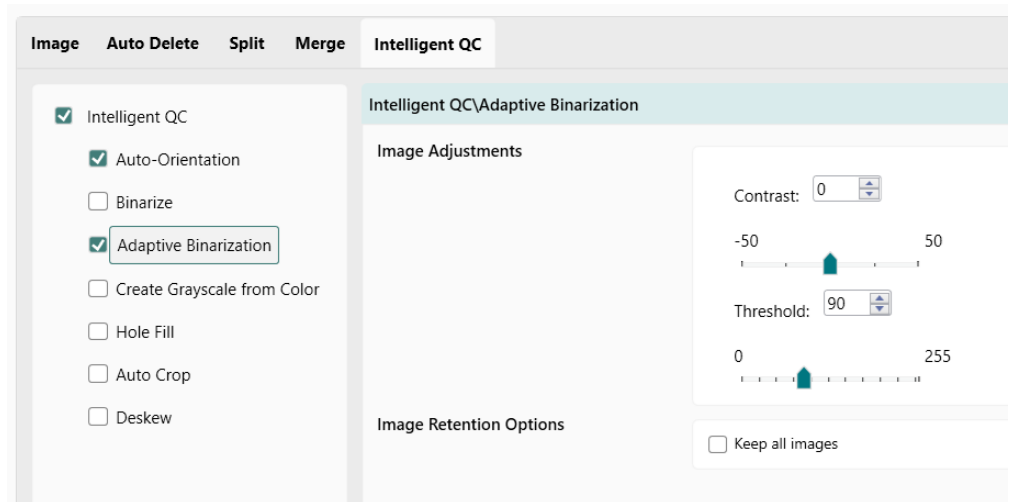 Image Auto Delete Split Merge Intelligent QC
Intelligent QC
Auto-Orientation
Binarize
Adaptive Binarization
Create Grayscale from Color
Hole Fill
Auto Crop
Deskew
Intelligent QC\Adaptive Binarization
Image Adjustments
Contrast: 0
-50 50
Threshold: 90
0 255
Image Retention Options
Keep all images